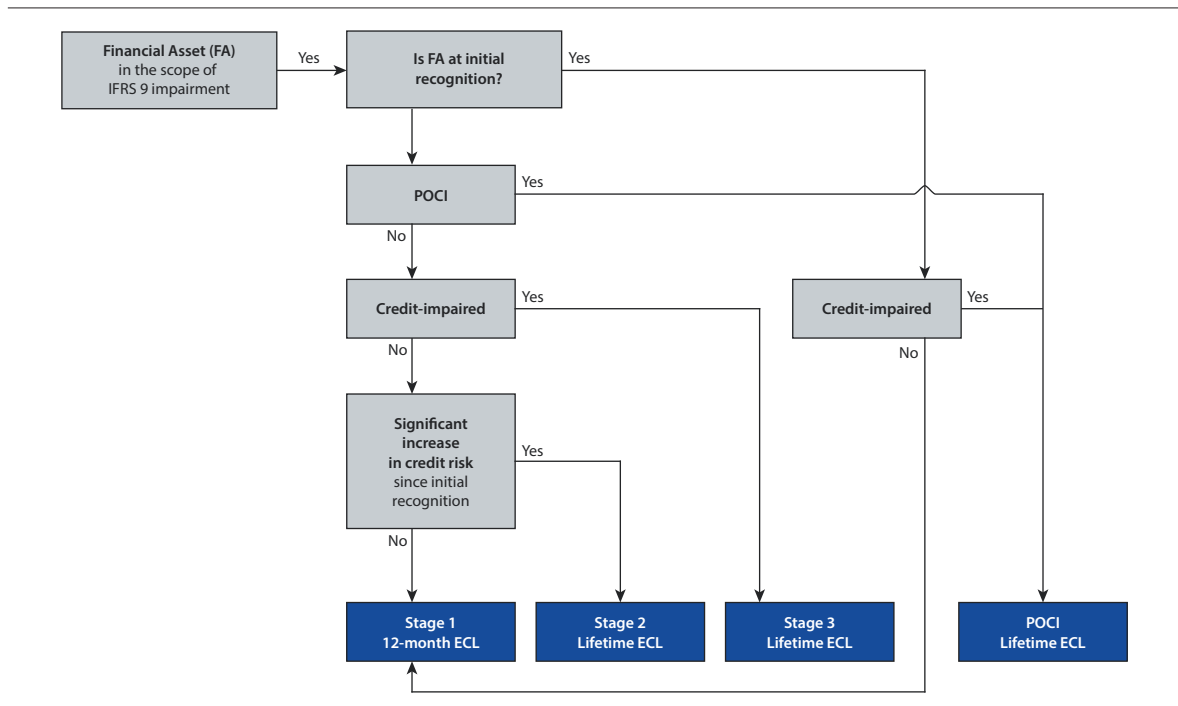 Financial Asset (FA)
in the scope of
IFRS 9 impairment
Yes
Is FA at initial
recognition?
Yes
POCI
Yes
No
Credit-impaired
Yes
No
Credit-impaired
Yes
No
Significant
increase
in credit risk
since initial
recognition
Yes
No
Stage 1
12-month ECL
Stage 2
Lifetime ECL
Stage 3
Lifetime ECL
POCI
Lifetime ECL